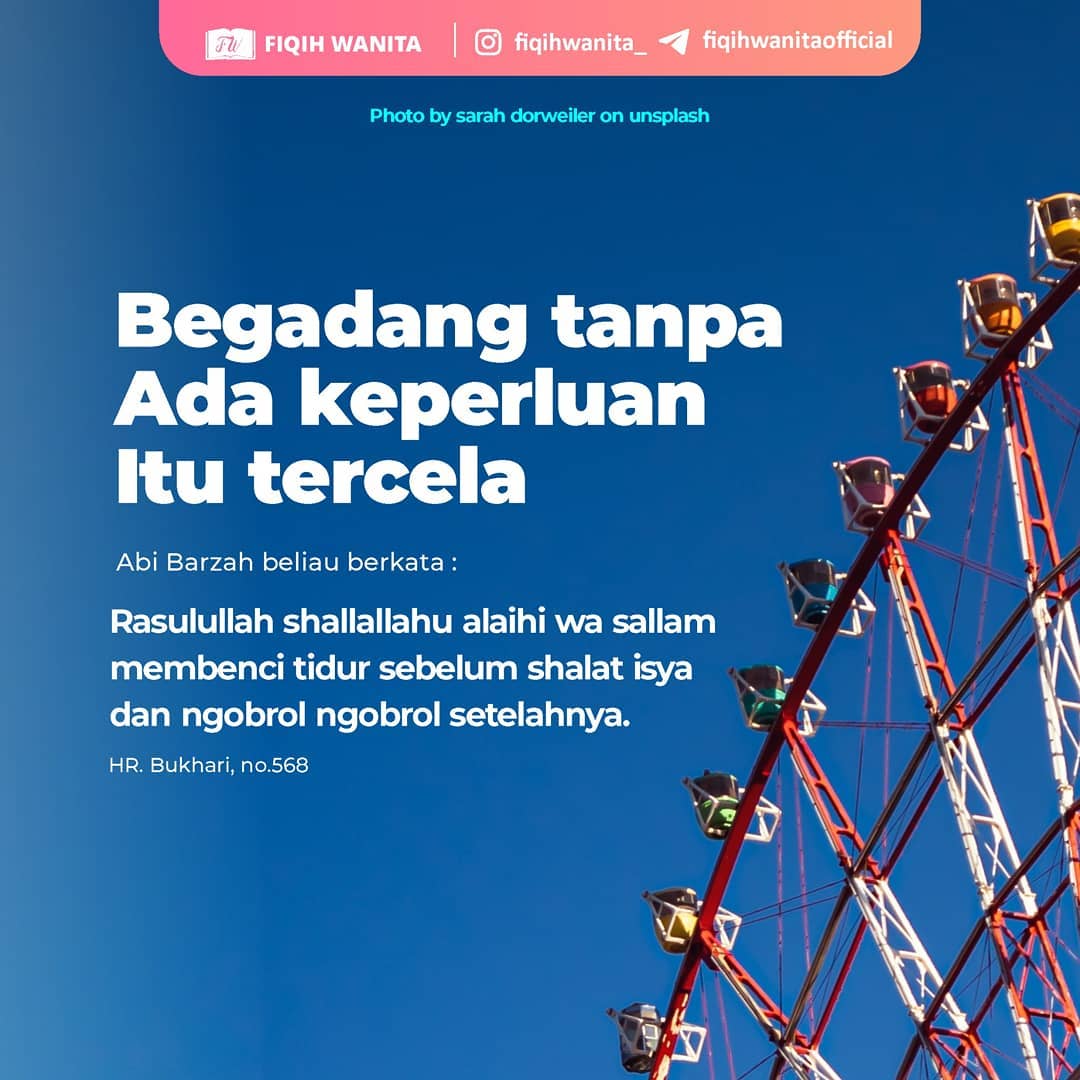 FW FIQIH WANITA fiqihwanita_ fiqihwanitaofficial
Photo by sarah dorweiler on unsplash
Begadang tanpa
Ada keperluan
Itu tercela
Abi Barzah beliau berkata :
Rasulullah shallallahu alaihi wa sallam
membenci tidur sebelum shalat isya
dan ngobrol ngobrol setelahnya.
HR. Bukhari, no.568